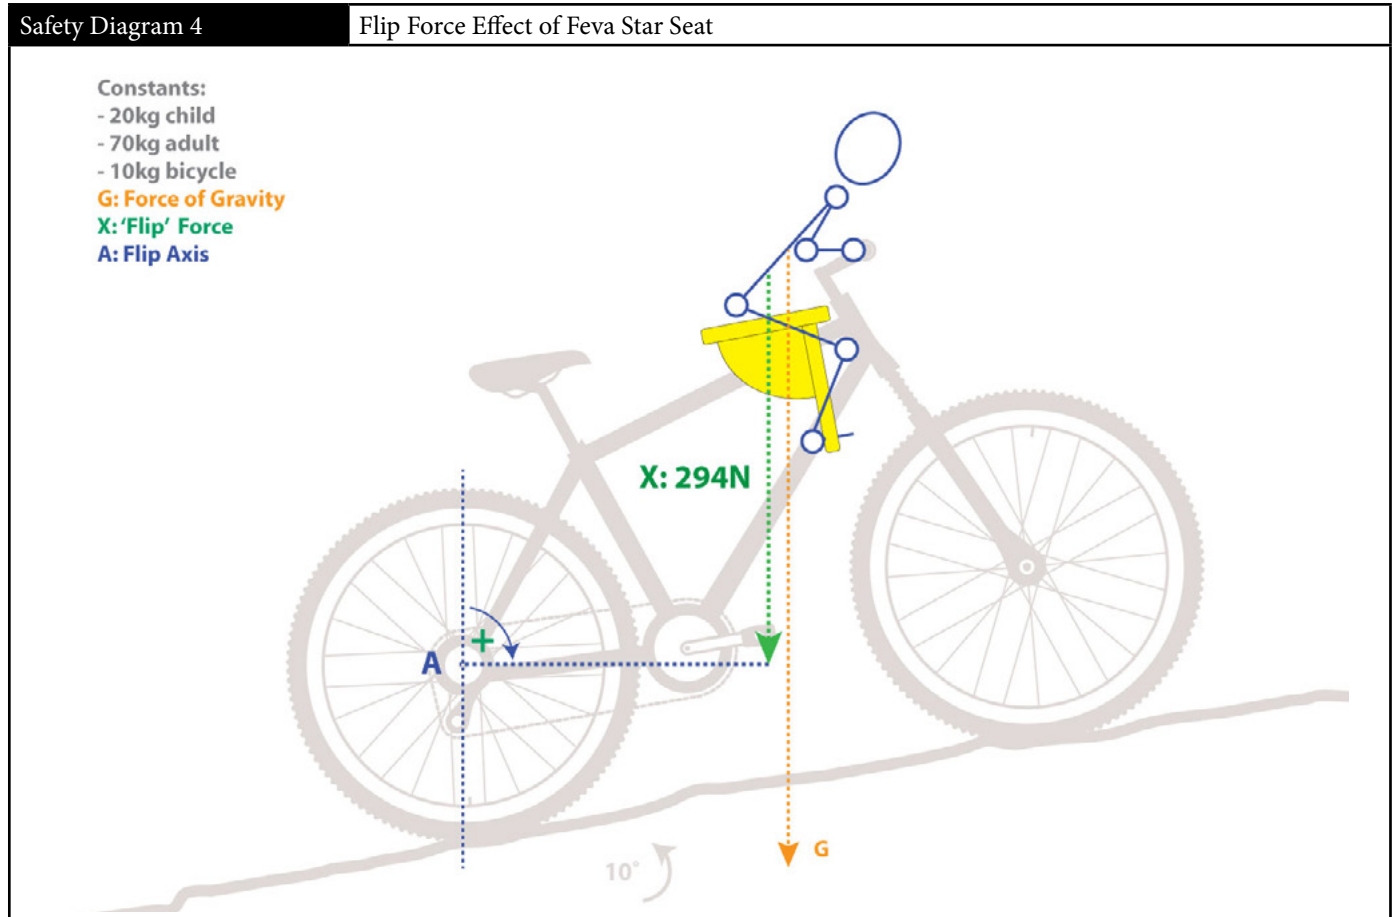 Safety Diagram 4
Flip Force Effect of Feva Star Seat
Constants:
- 20kg child
- 70kg adult
- 10kg bicycle
G: Force of Gravity
X: 'Flip' Force
A: Flip Axis
X: 294N
+
A
G
10°